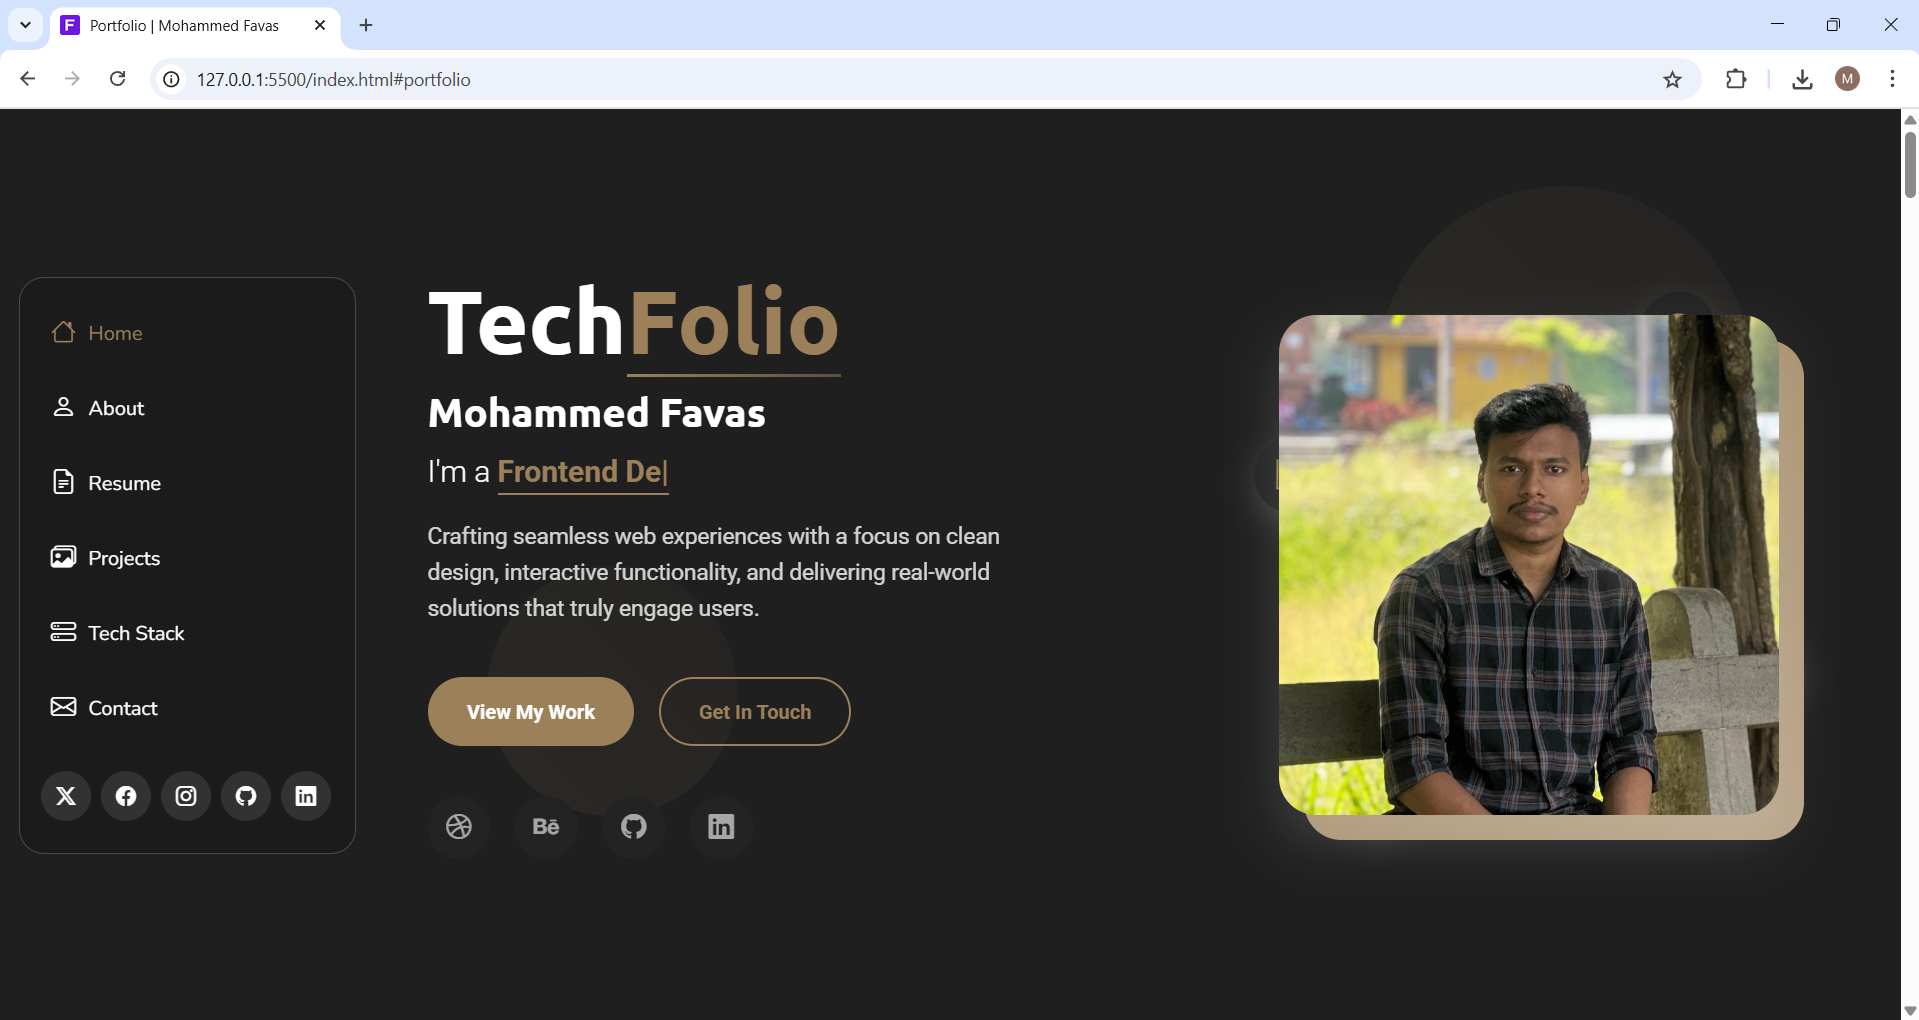 Portfolio | Mohammed Favas
127.0.0.1:5500/index.html#portfolio
M
Home
About
Resume
Projects
Tech Stack
Contact
TechFolio
Mohammed Favas
I'm a Frontend De|
Crafting seamless web experiences with a focus on clean
design, interactive functionality, and delivering real-world
solutions that truly engage users.
View My Work
Get In Touch
Bē